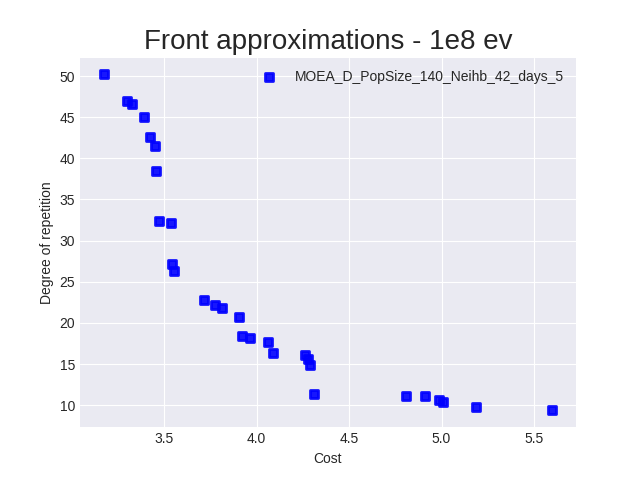 Front approximations - 1e8 ev
MOEA_D_PopSize_140_Neihb_42_days_5
50
45
40
35
30
25
20
15
10
Degree of repetition
3.5 4.0 4.5 5.0 5.5
Cost